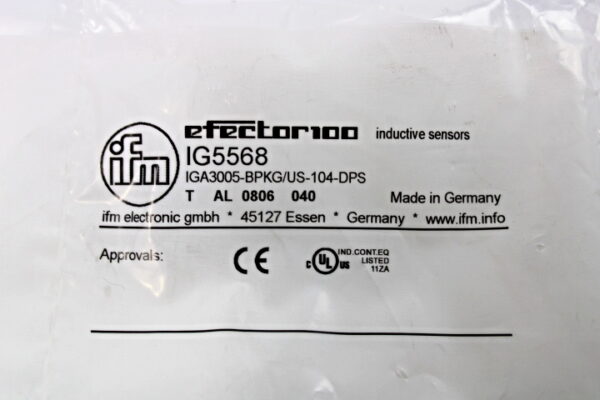 ifm
efector100 inductive sensors
IG5568
IGA3005-BPKG/US-104-DPS
T AL 0806 040 Made in Germany
ifm electronic gmbh * 45127 Essen * Germany * www.ifm.info
Approvals: CE C UL US IND.CONT.EQ
LISTED
11ZA